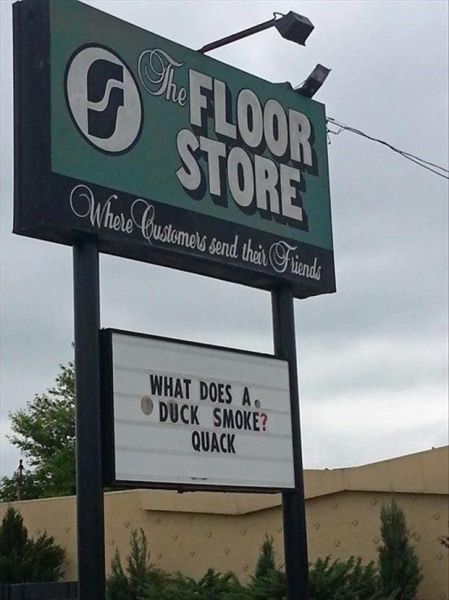 The
FLOOR
STORE
Where Customers send their Friends
WHAT DOES A
DUCK SMOKE?
QUACK